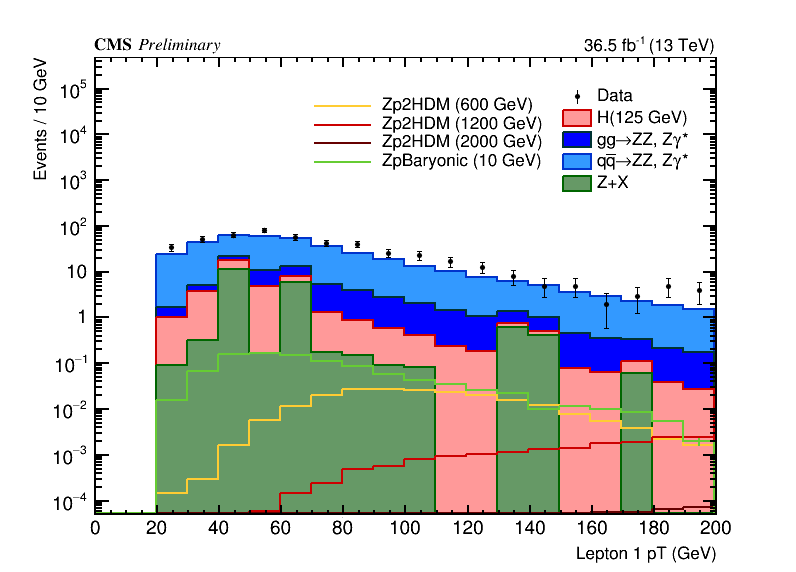 CMS Preliminary 36.5 fb⁻¹ (13 TeV)
Events / 10 GeV
10⁵
10⁴
10³
10²
10
1
10⁻¹
10⁻²
10⁻³
10⁻⁴
Zp2HDM (600 GeV)
Zp2HDM (1200 GeV)
Zp2HDM (2000 GeV)
ZpBaryonic (10 GeV)
Data
H(125 GeV)
gg→ZZ, Zγ*
qq̅→ZZ, Zγ*
Z+X
0 20 40 60 80 100 120 140 160 180 200
Lepton 1 pT (GeV)